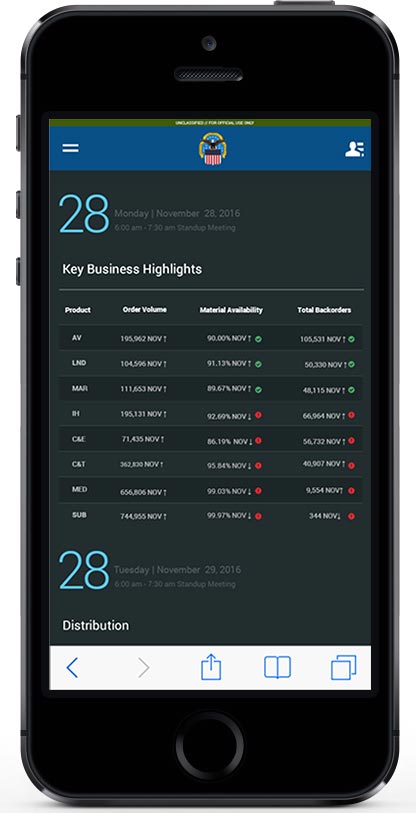 UNCLASSIFIED // FOR OFFICIAL USE ONLY
28 Monday | November 28, 2016
6:00 am - 7:30 am Standup Meeting
Key Business Highlights
Product Order Volume Material Availability Total Backorders
AV 195,962 NOV ↑ 90.00% NOV ↑ 105,531 NOV ↑
LND 104,596 NOV ↑ 91.13% NOV ↑ 50,330 NOV ↑
MAR 111,653 NOV ↑ 89.67% NOV ↑ 48,115 NOV ↑
IH 195,131 NOV ↑ 92.69% NOV ↓ 66,964 NOV ↑
C&E 71,435 NOV ↑ 86.19% NOV ↓ 56,732 NOV ↑
C&T 362,830 NOV ↑ 95.84% NOV ↓ 40,907 NOV ↑
MED 656,806 NOV ↑ 99.03% NOV ↓ 9,554 NOV↑
SUB 744,955 NOV ↑ 99.97% NOV ↓ 344 NOV↓
28 Tuesday | November 29, 2016
6:00 am - 7:30 am Standup Meeting
Distribution